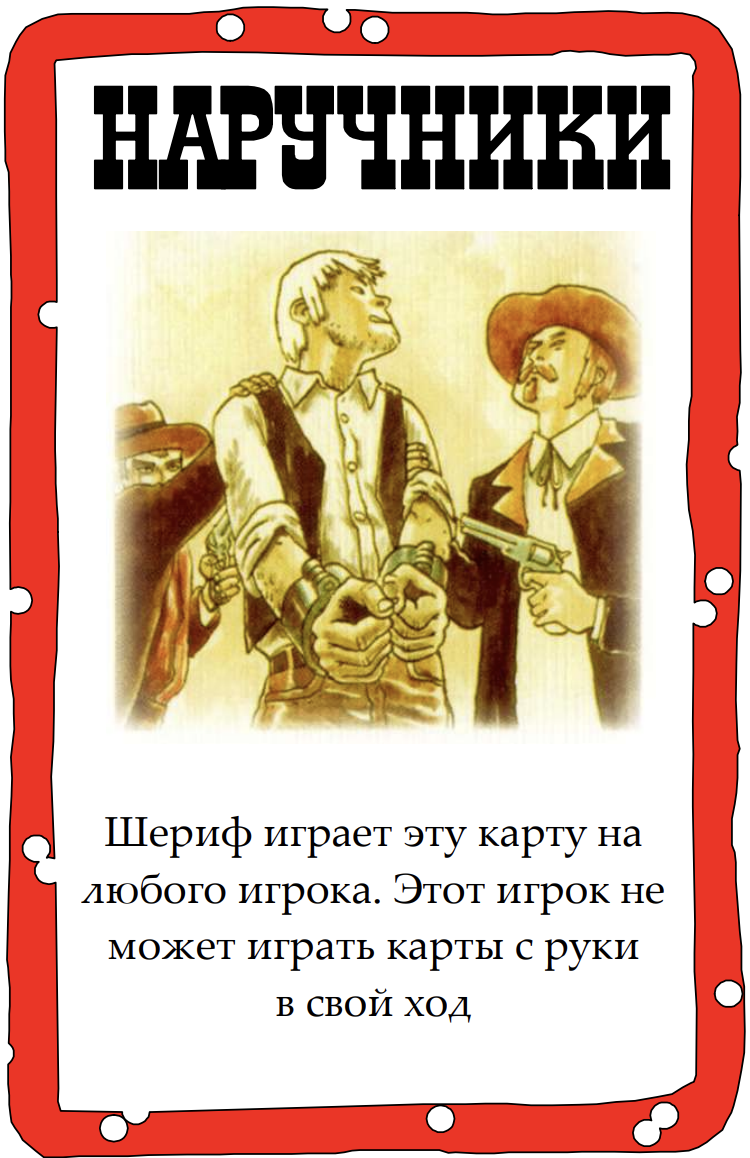 НАРУЧНИКИ
Шериф играет эту карту на
любого игрока. Этот игрок не
может играть карты с руки
в свой ход